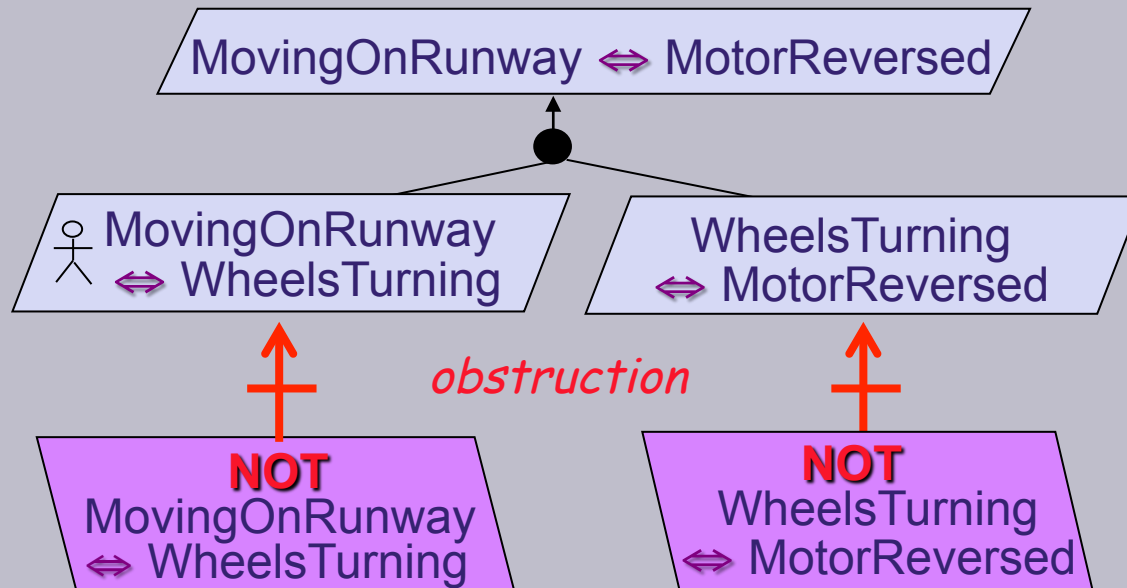 MovingOnRunway ⇔ MotorReversed
MovingOnRunway
⇔ WheelsTurning
WheelsTurning
⇔ MotorReversed
obstruction
NOT
MovingOnRunway
⇔ WheelsTurning
NOT
WheelsTurning
⇔ MotorReversed